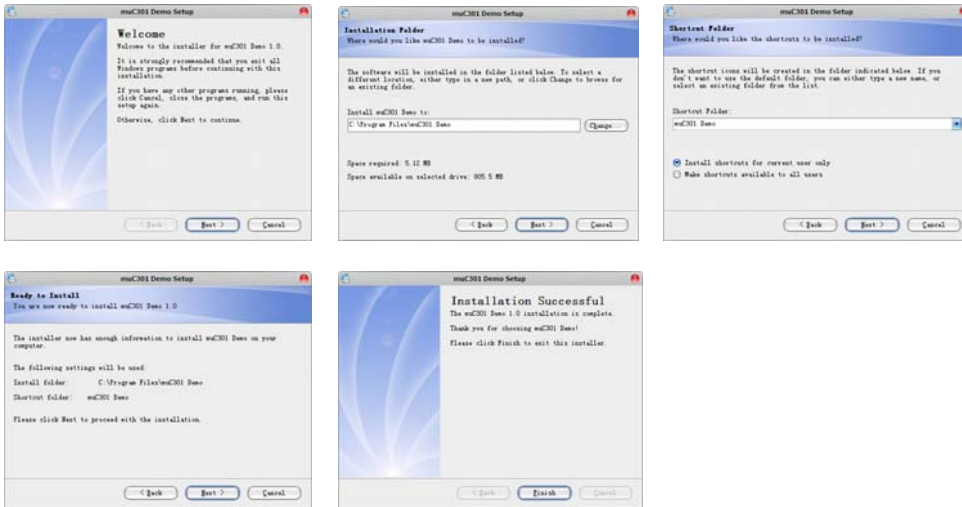 muC301 Demo Setup
Welcome
Welcome to the installer for muC301 Demo 1.0.
It is strongly recommended that you exit all
Windows programs before continuing with this
installation.
If you have any other programs running, please
click Cancel, close the programs, and run this
setup again.
Otherwise, click Next to continue.
< Back
Next >
Cancel
muC301 Demo Setup
Installation Folder
Where would you like muC301 Demo to be installed?
The software will be installed in the folder listed below. To select a
different location, either type in a new path, or click Change to browse for
an existing folder.
Install muC301 Demo to:
C:\Program Files\muC301 Demo
Change...
Space required: 5.12 MB
Space available on selected drive: 805.5 MB
< Back
Next >
Cancel
muC301 Demo Setup
Shortcut Folder
Where would you like the shortcuts to be installed?
The shortcut icons will be created in the folder indicated below. If you
don't want to use the default folder, you can either type a new name, or
select an existing folder from the list.
Shortcut Folder:
muC301 Demo
Install shortcuts for current user only
Make shortcuts available to all users
< Back
Next >
Cancel
muC301 Demo Setup
Ready to Install
You are now ready to install muC301 Demo 1.0
The installer now has enough information to install muC301 Demo on your
computer.
The following settings will be used:
Install folder: C:\Program Files\muC301 Demo
Shortcut folder: muC301 Demo
Please click Next to proceed with the installation.
< Back
Next >
Cancel
muC301 Demo Setup
Installation Successful
The muC301 Demo 1.0 installation is complete.
Thank you for choosing muC301 Demo!
Please click Finish to exit this installer.
< Back
Finish
Cancel